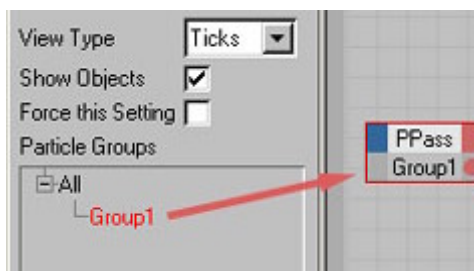 View Type Ticks
Show Objects
Force this Setting
Particle Groups
All
Group1
PPass
Group1